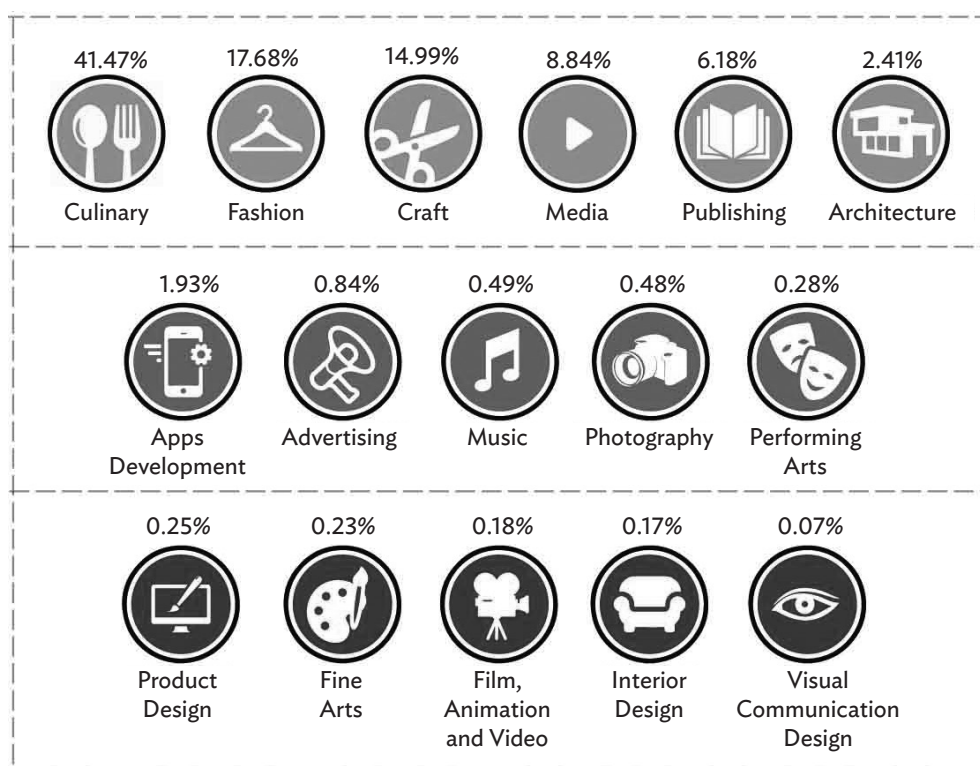 41.47% 17.68% 14.99% 8.84% 6.18% 2.41%
Culinary Fashion Craft Media Publishing Architecture
1.93% 0.84% 0.49% 0.48% 0.28%
Apps Development Advertising Music Photography Performing Arts
0.25% 0.23% 0.18% 0.17% 0.07%
Product Design Fine Arts Film, Animation and Video Interior Design Visual Communication Design